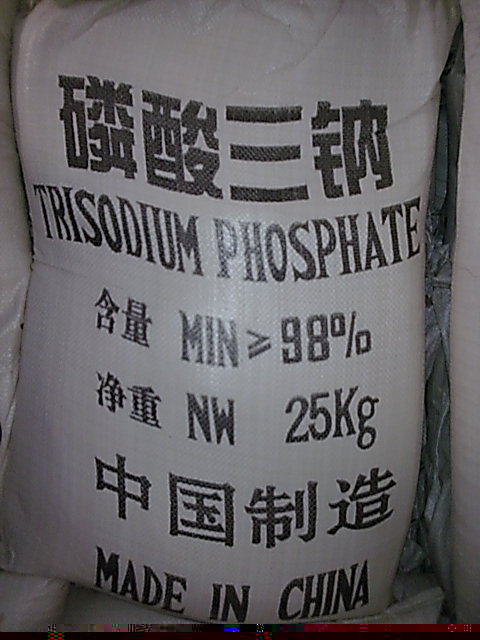 磷酸三钠
TRISODIUM PHOSPHATE
含量 MIN≥98%
净重 NW 25Kg
中国制造
MADE IN CHINA